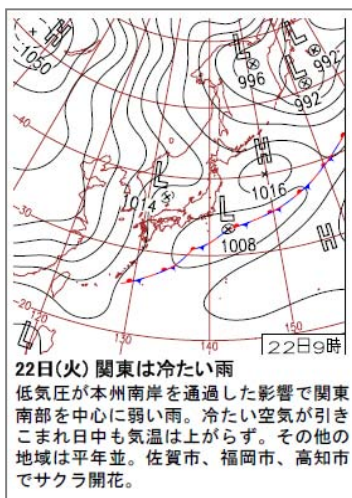 H
1050
L
996
L
992
992
40
L
1014
H
1016
30
L
1008
H
20
L
120
130
140
150
22日9時
22日(火) 関東は冷たい雨
低気圧が本州南岸を通過した影響で関東
南部を中心に弱い雨。冷たい空気が引き
こまれ日中も気温は上がらず。その他の
地域は平年並。佐賀市、福岡市、高知市
でサクラ開花。